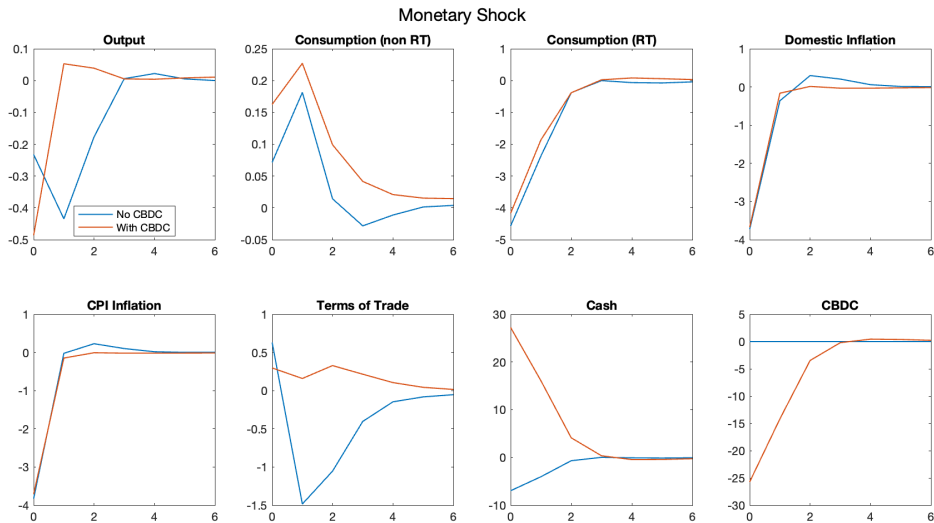 Monetary Shock
Output
0.1
0
-0.1
-0.2
-0.3
-0.4
-0.5
0 2 4 6
No CBDC
With CBDC
Consumption (non RT)
0.25
0.2
0.15
0.1
0.05
0
-0.05
0 2 4 6
Consumption (RT)
1
0
-1
-2
-3
-4
-5
0 2 4 6
Domestic Inflation
1
0
-1
-2
-3
-4
0 2 4 6
CPI Inflation
1
0
-1
-2
-3
-4
0 2 4 6
Terms of Trade
1
0.5
0
-0.5
-1
-1.5
0 2 4 6
Cash
30
20
10
0
-10
0 2 4 6
CBDC
5
0
-5
-10
-15
-20
-25
-30
0 2 4 6